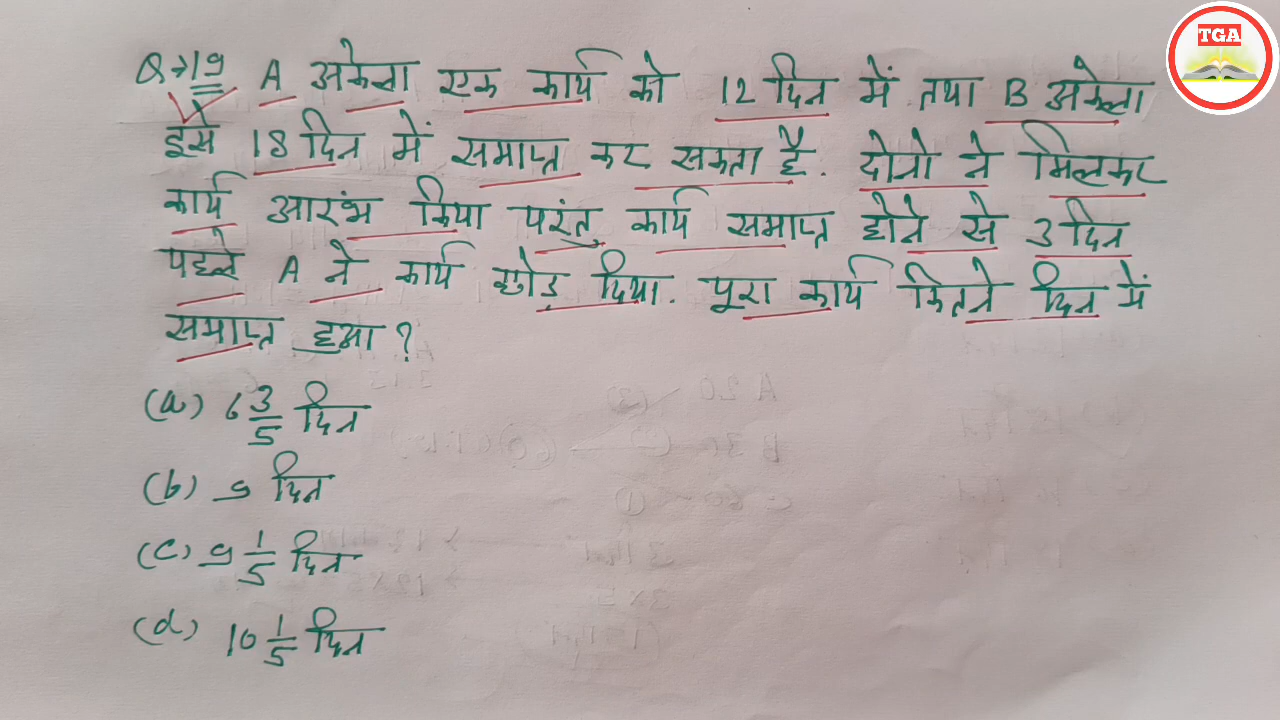 TGA
Q→19 A अकेला एक कार्य को 12 दिन में तथा B अकेला
इसे 18 दिन में समाप्त कर सकता है. दोनो ने मिलकर
कार्य आरंभ किया परंतु कार्य समाप्त होने से 3 दिन
पहले A ने कार्य छोड़ दिया. पूरा कार्य कितने दिन में
समाप्त हुआ?
(a) 6 3/5 दिन
(b) 9 दिन
(c) 9 1/5 दिन
(d) 10 1/5 दिन